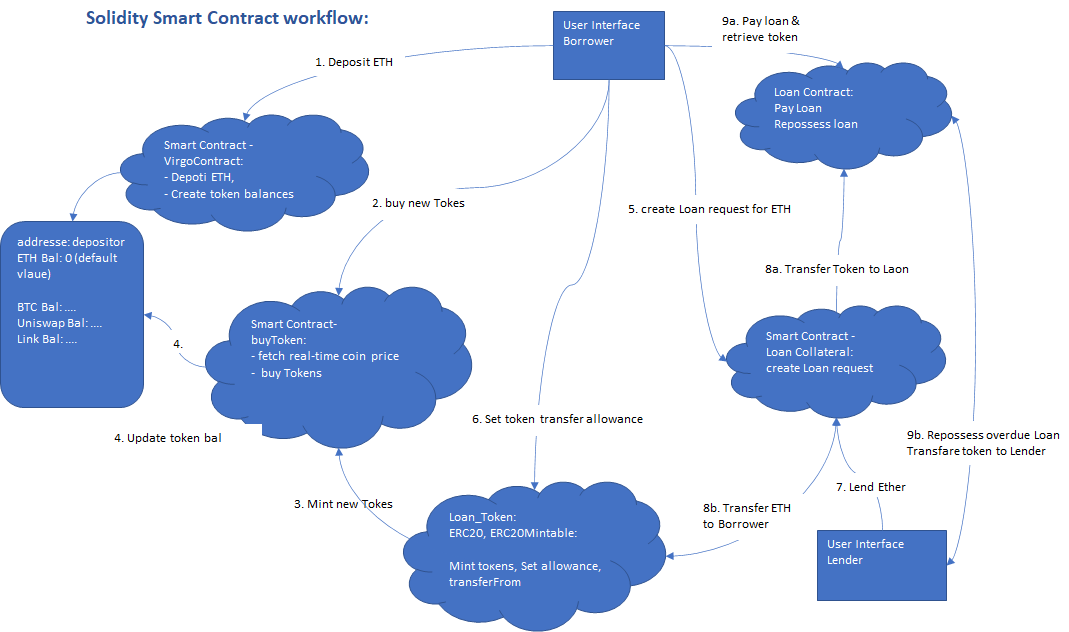 Solidity Smart Contract workflow:
User Interface
Borrower
9a. Pay loan &
retrieve token
1. Deposit ETH
Loan Contract:
Pay Loan
Repossess loan
Smart Contract -
VirgoContract:
- Depoti ETH,
- Create token balances
2. buy new Tokes
5. create Loan request for ETH
addresse: depositor
ETH Bal: 0 (default
vlaue)
BTC Bal: ....
Uniswap Bal: ....
Link Bal: ....
8a. Transfer Token to Laon
Smart Contract-
buyToken:
- fetch real-time coin price
- buy Tokens
4.
Smart Contract -
Loan Collateral:
create Loan request
6. Set token transfer allowance
4. Update token bal
9b. Repossess overdue Loan
Transfare token to Lender
3. Mint new Tokes
7. Lend Ether
8b. Transfer ETH
to Borrower
Loan_Token:
ERC20, ERC20Mintable:
Mint tokens, Set allowance,
transferFrom
User Interface
Lender